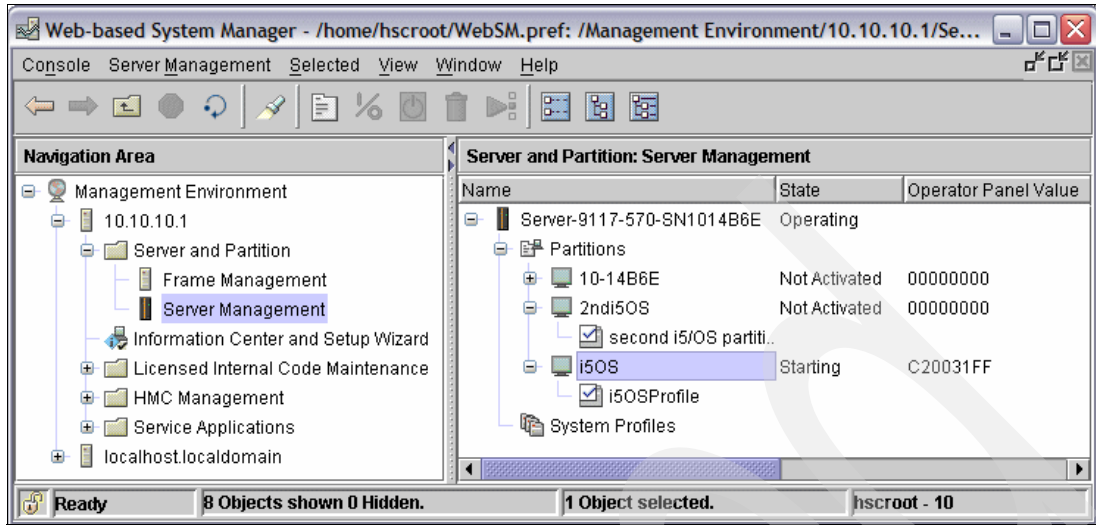 Web-based System Manager - /home/hscroot/WebSM.pref: /Management Environment/10.10.10.1/Se...
Console Server Management Selected View Window Help
Navigation Area
Management Environment
10.10.10.1
Server and Partition
Frame Management
Server Management
Information Center and Setup Wizard
Licensed Internal Code Maintenance
HMC Management
Service Applications
localhost.localdomain
Server and Partition: Server Management
Name State Operator Panel Value
Server-9117-570-SN1014B6E Operating
Partitions
10-14B6E Not Activated 00000000
2ndi5OS Not Activated 00000000
second i5/OS partiti..
i5OS Starting C20031FF
i5OSProfile
System Profiles
Ready 8 Objects shown 0 Hidden. 1 Object selected. hscroot - 10